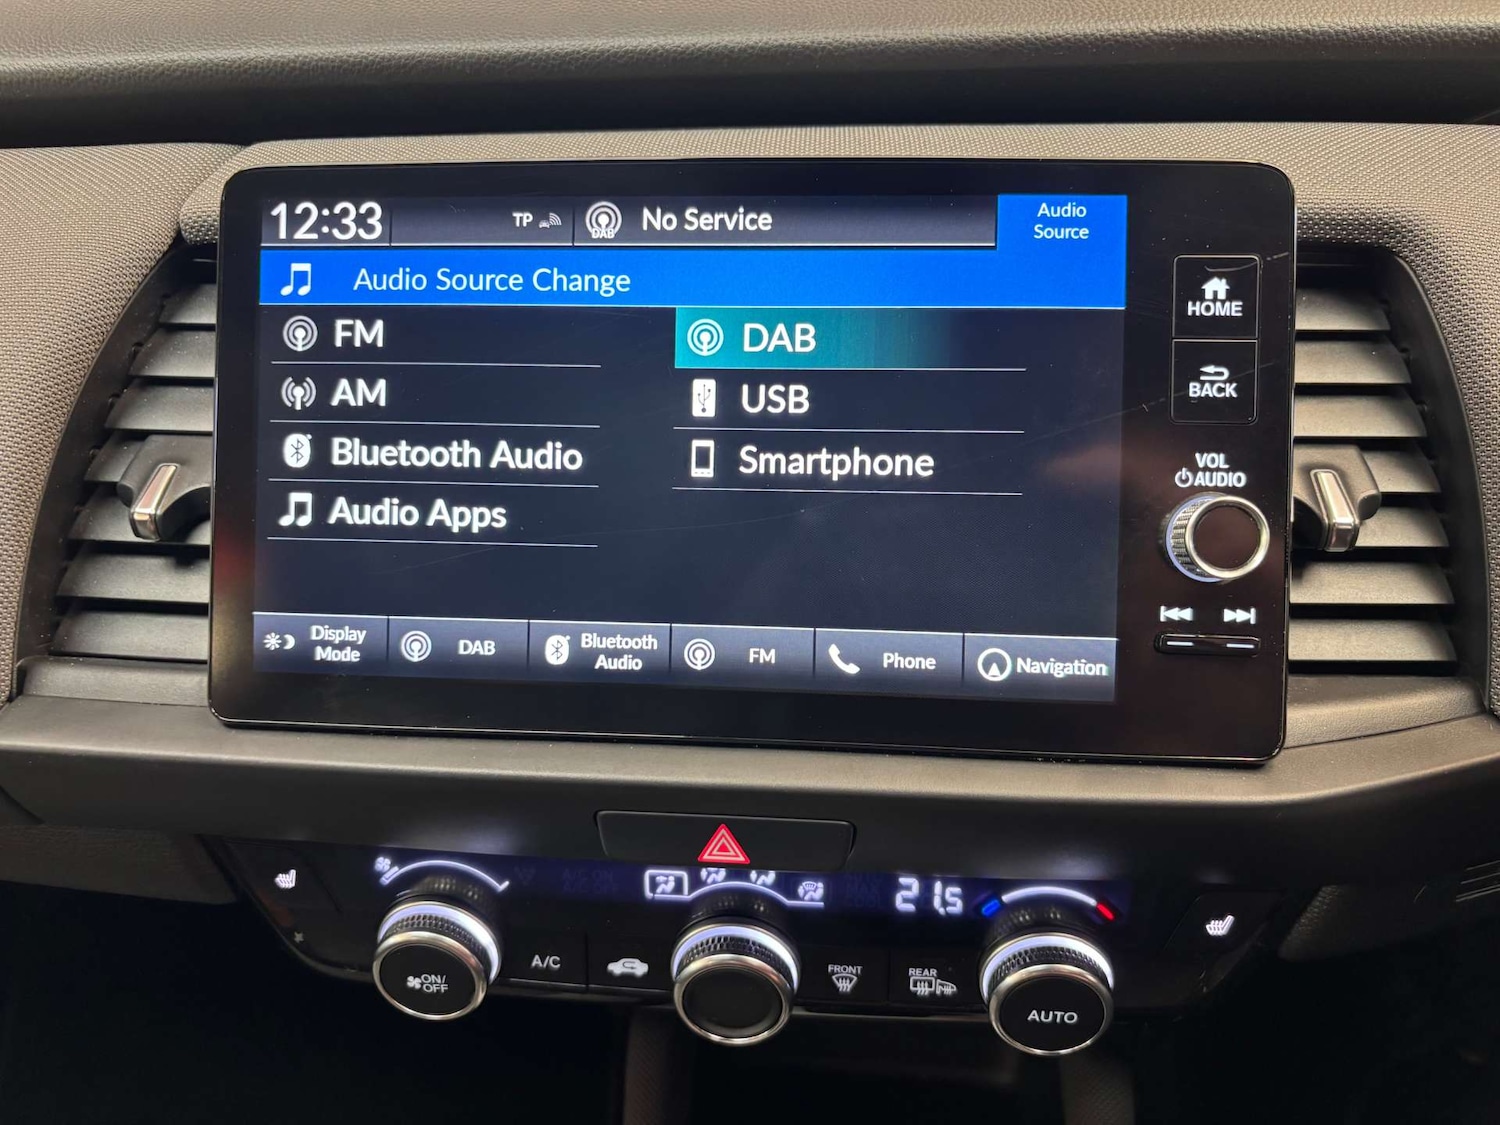 12:33
TP
DAB
No Service
Audio
Source
Audio Source Change
FM
DAB
AM
USB
Bluetooth Audio
Smartphone
Audio Apps
Display
Mode
DAB
Bluetooth
Audio
FM
Phone
Navigation
HOME
BACK
VOL
AUDIO
21.5
A/C
ON/
OFF
FRONT
REAR
AUTO